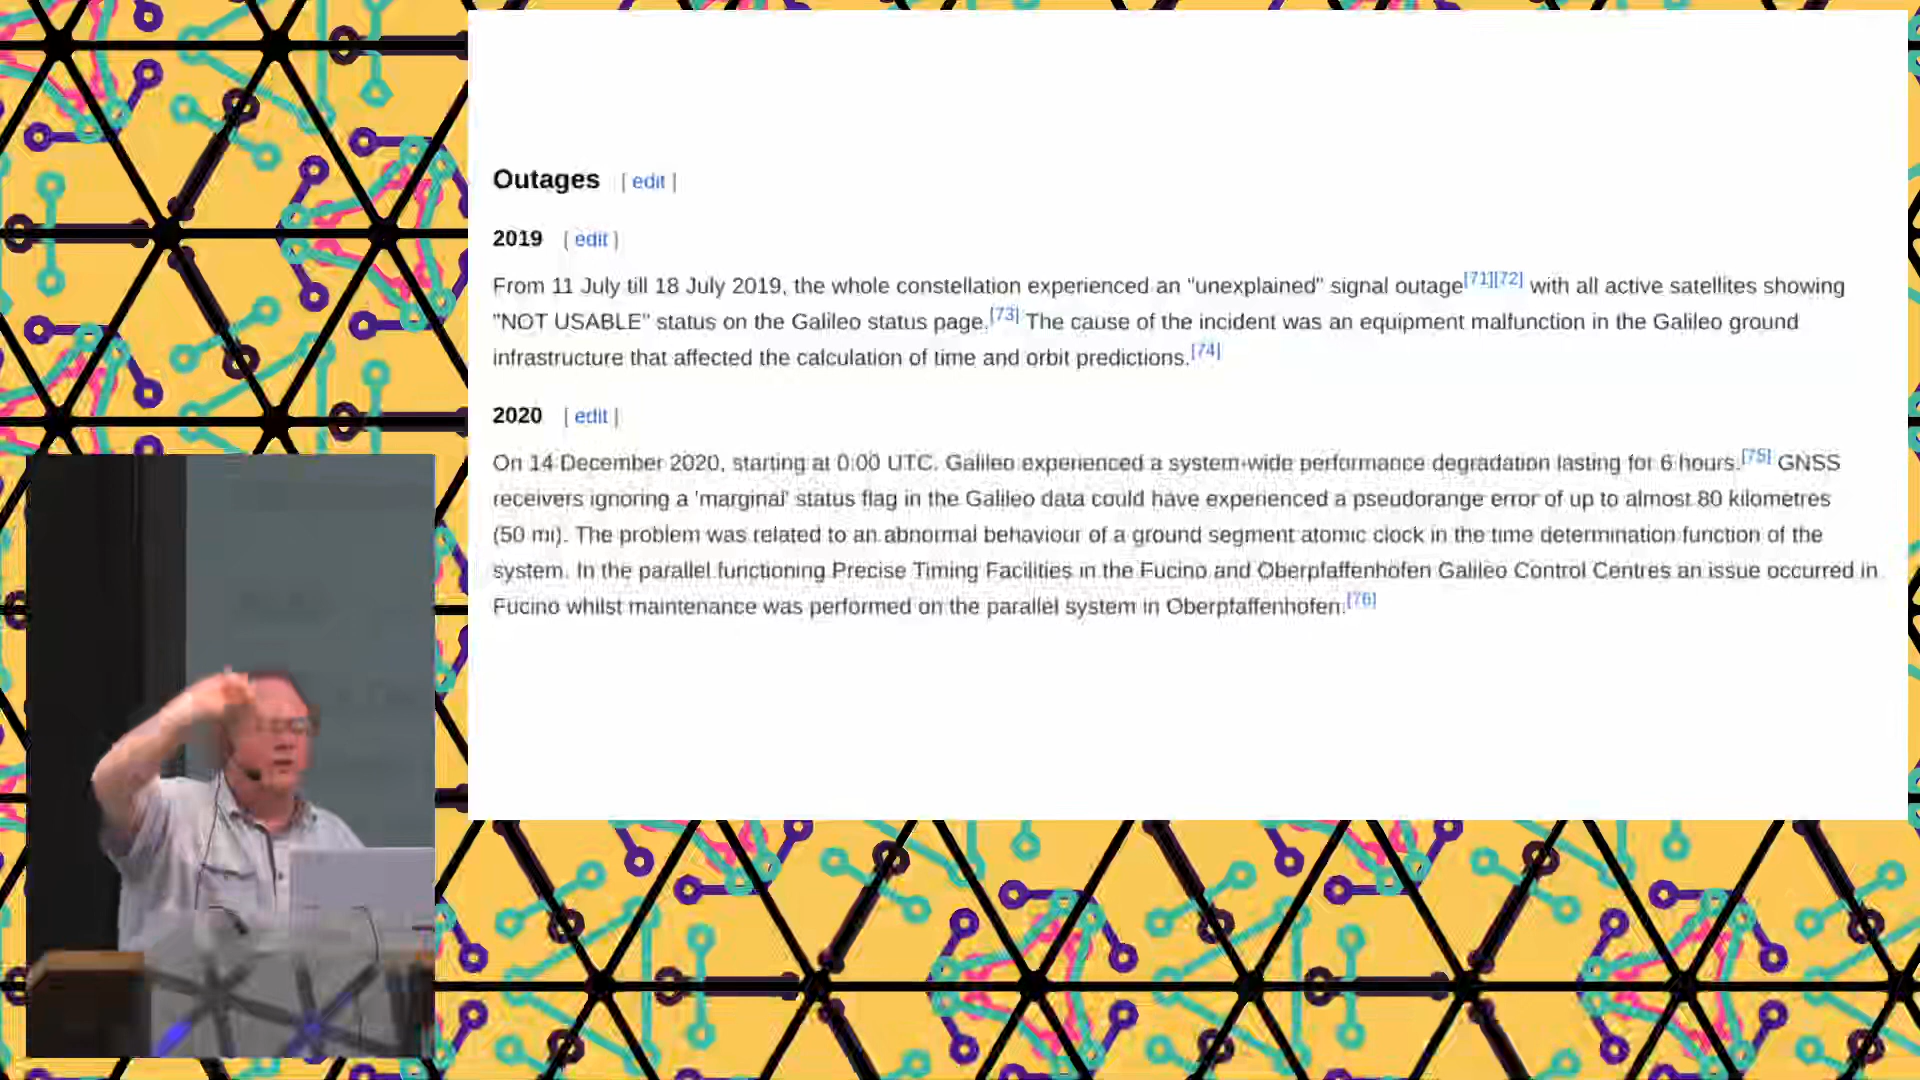 Outages [ edit ]
2019 [ edit ]
From 11 July till 18 July 2019, the whole constellation experienced an "unexplained" signal outage[71][72] with all active satellites showing
"NOT USABLE" status on the Galileo status page.[73] The cause of the incident was an equipment malfunction in the Galileo ground
infrastructure that affected the calculation of time and orbit predictions.[74]
2020 [ edit ]
On 14 December 2020, starting at 0:00 UTC. Galileo experienced a system-wide performance degradation lasting for 6 hours.[75] GNSS
receivers ignoring a 'marginal' status flag in the Galileo data could have experienced a pseudorange error of up to almost 80 kilometres
(50 mi). The problem was related to an abnormal behaviour of a ground segment atomic clock in the time determination function of the
system. In the parallel functioning Precise Timing Facilities in the Fucino and Oberpfaffenhofen Galileo Control Centres an issue occurred in
Fucino whilst maintenance was performed on the parallel system in Oberpfaffenhofen.[76]